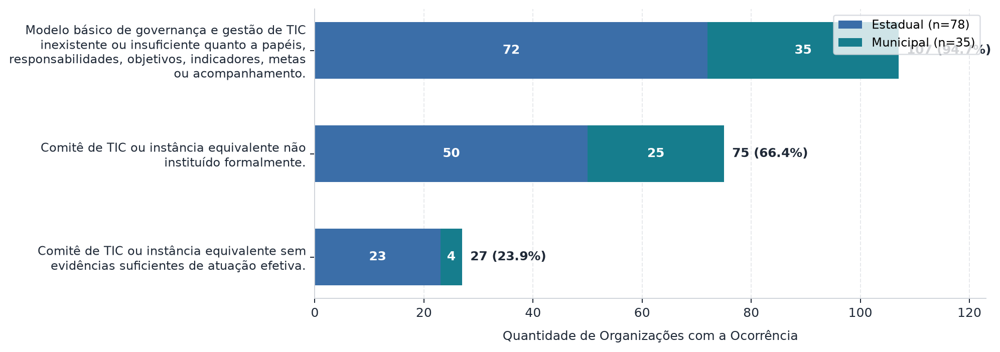 Modelo básico de governança e gestão de TIC
inexistente ou insuficiente quanto a papéis,
responsabilidades, objetivos, indicadores, metas
ou acompanhamento.
72
35
107 (94.7%)
Estadual (n=78)
Municipal (n=35)
Comitê de TIC ou instância equivalente não
instituído formalmente.
50
25
75 (66.4%)
Comitê de TIC ou instância equivalente sem
evidências suficientes de atuação efetiva.
23
4
27 (23.9%)
0
20
40
60
80
100
120
Quantidade de Organizações com a Ocorrência